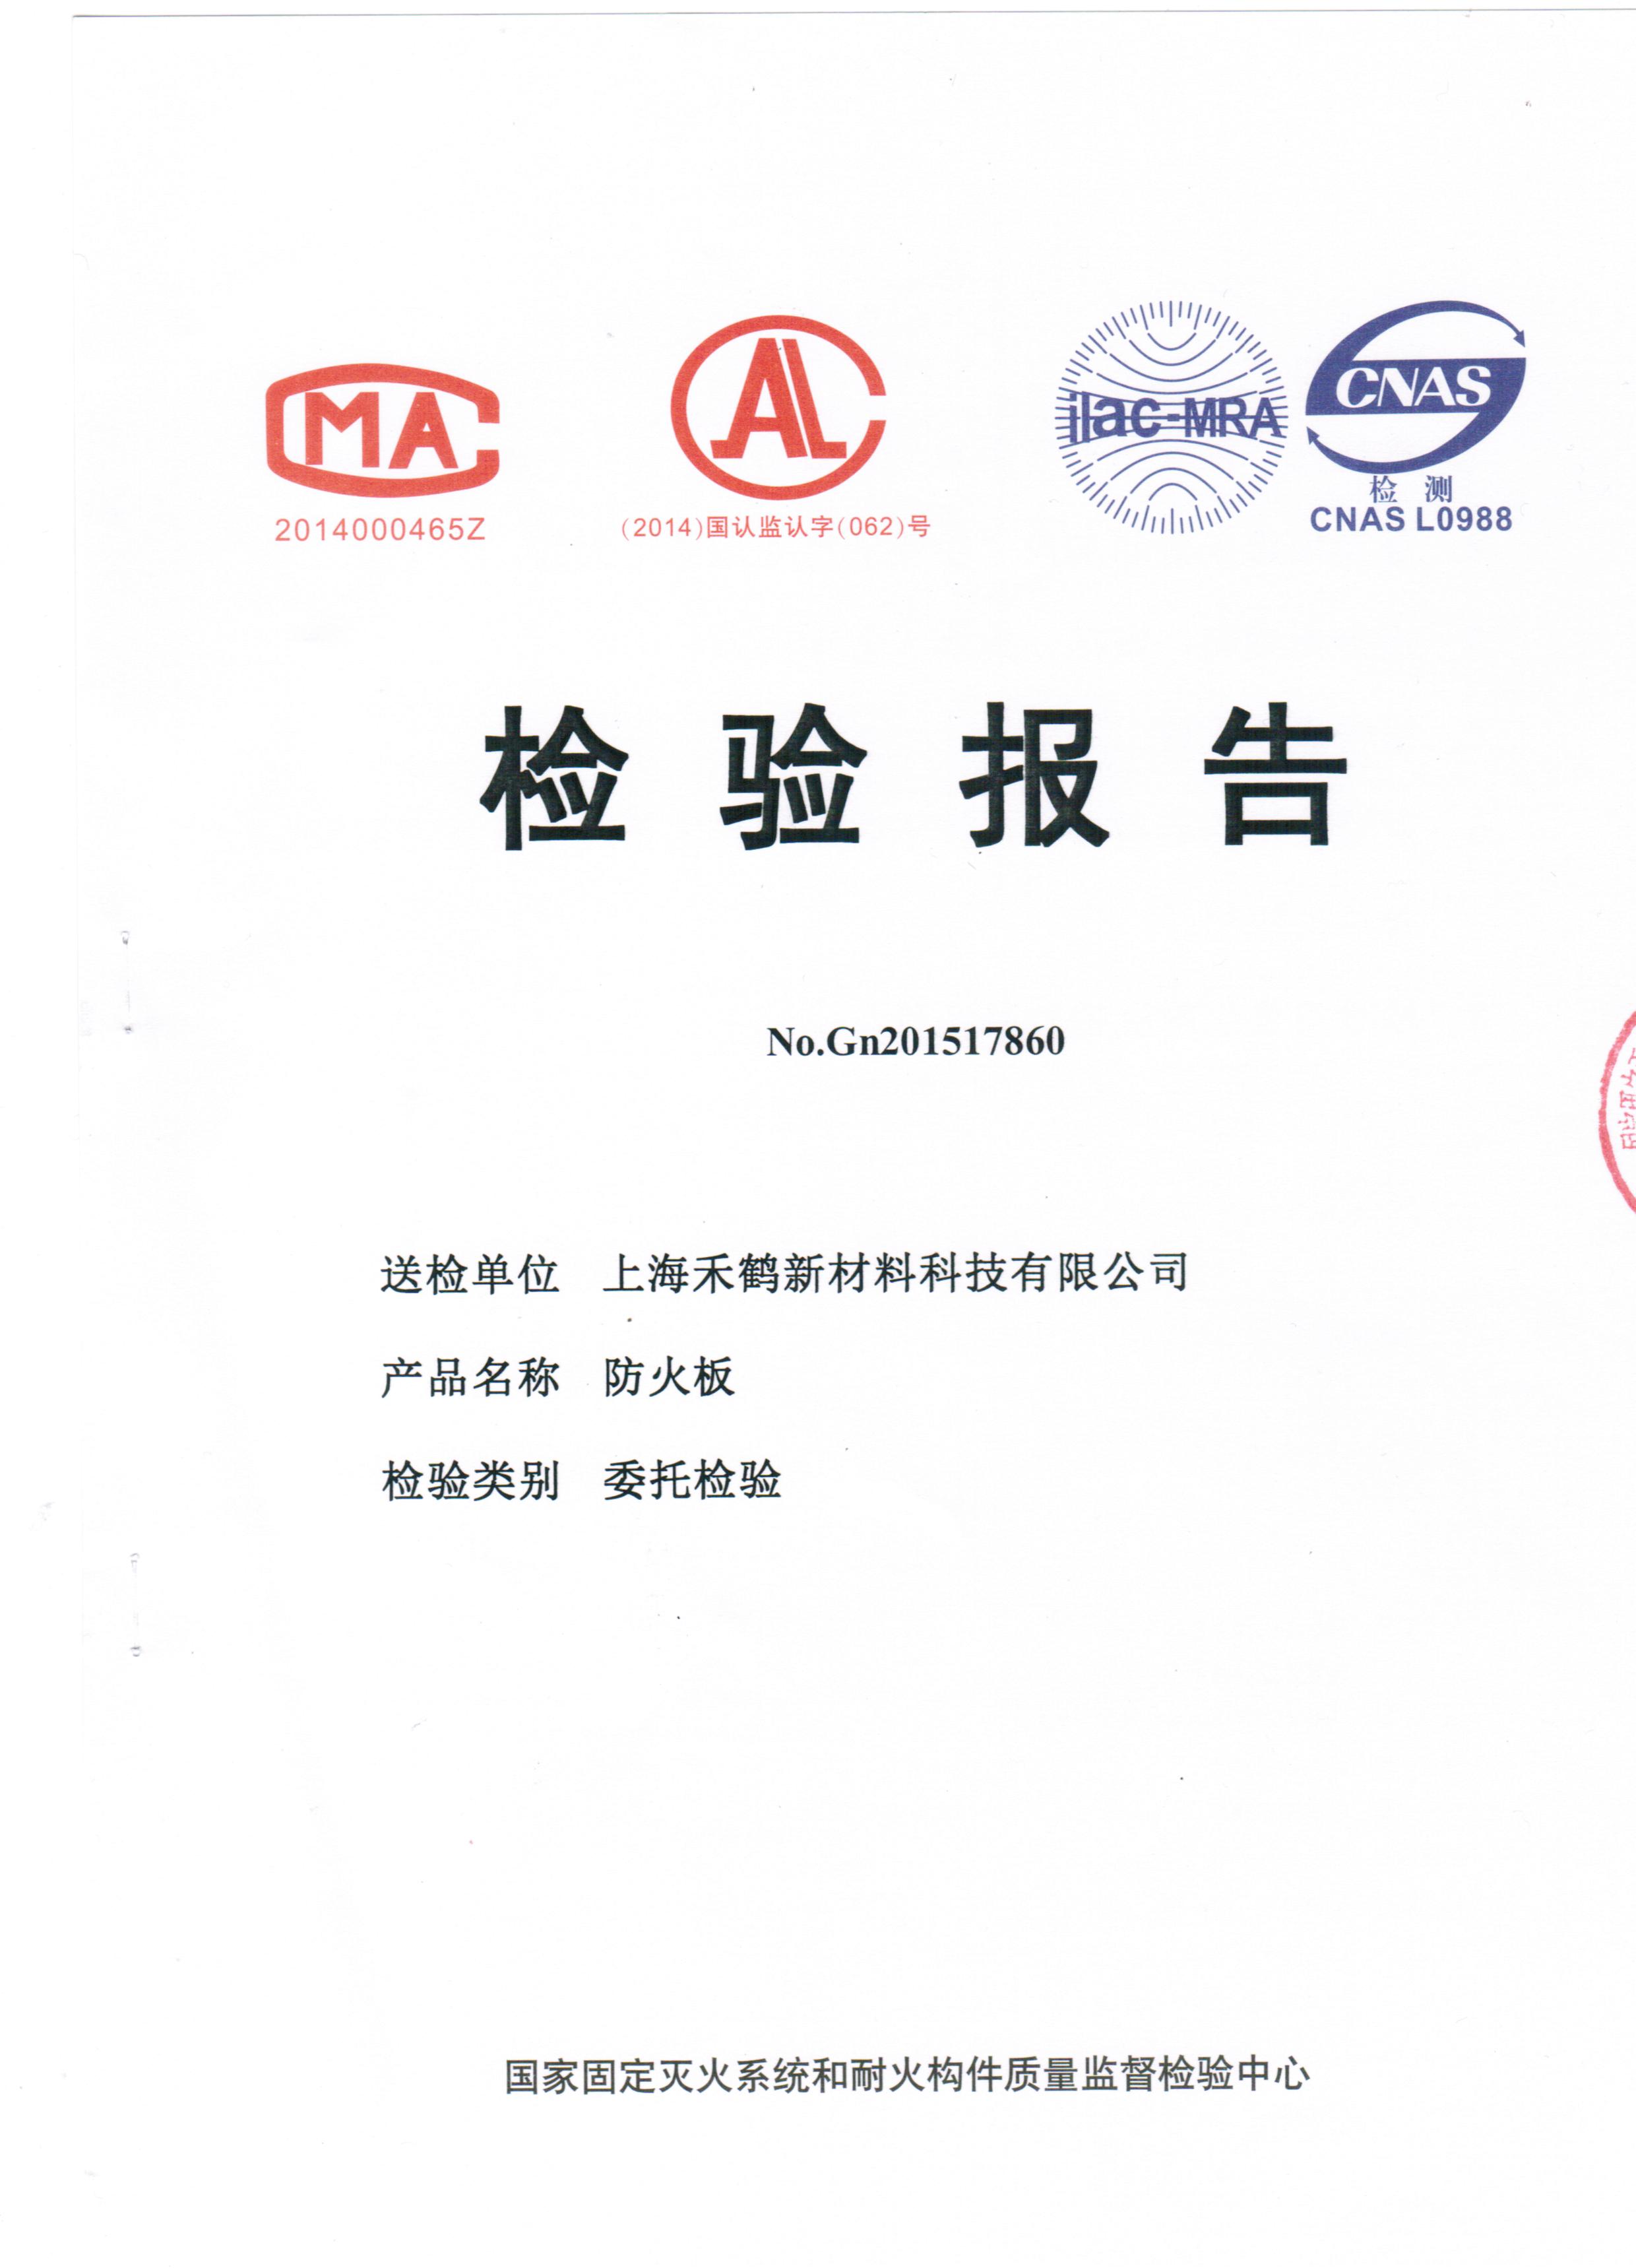 MA
2014000465Z
AL
(2014)国认监认字(062)号
ilac-MRA
CNAS
检 测
CNAS L0988
检 验 报 告
No.Gn201517860
送检单位 上海禾鹤新材料科技有限公司
产品名称 防火板
检验类别 委托检验
国家固定灭火系统和耐火构件质量监督检验中心